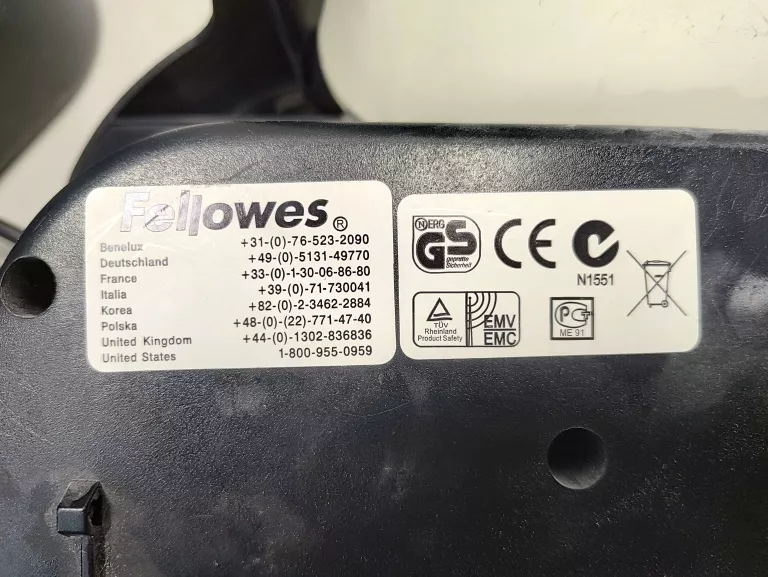 Fellowes®
Benelux +31-(0)-76-523-2090
Deutschland +49-(0)-5131-49770
France +33-(0)-1-30-06-86-80
Italia +39-(0)-71-730041
Korea +82-(0)-2-3462-2884
Polska +48-(0)-(22)-771-47-40
United Kingdom +44-(0)-1302-836836
United States 1-800-955-0959
N ERG
GS
geprüfte
Sicherheit
CE
N1551
TÜV
Rheinland
Product Safety
EMV
EMC
PC
ME 91